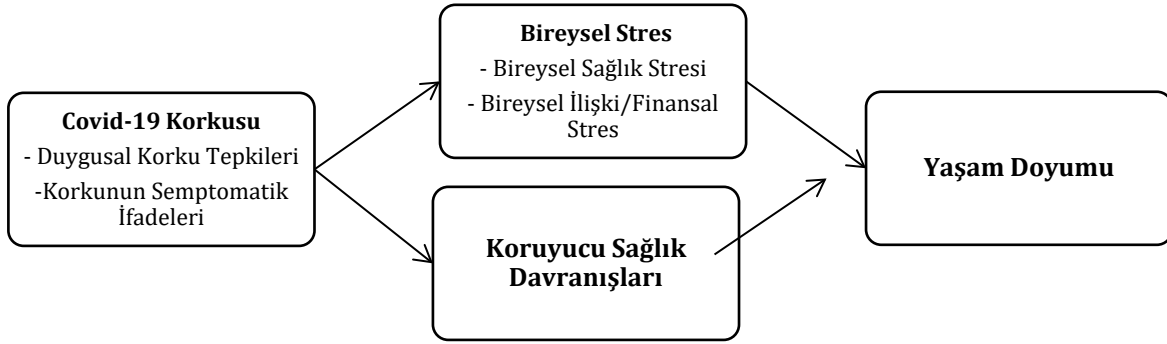 Covid-19 Korkusu
- Duygusal Korku Tepkileri
-Korkunun Semptomatik
İfadeleri
Bireysel Stres
- Bireysel Sağlık Stresi
- Bireysel İlişki/Finansal
Stres
Koruyucu Sağlık
Davranışları
Yaşam Doyumu